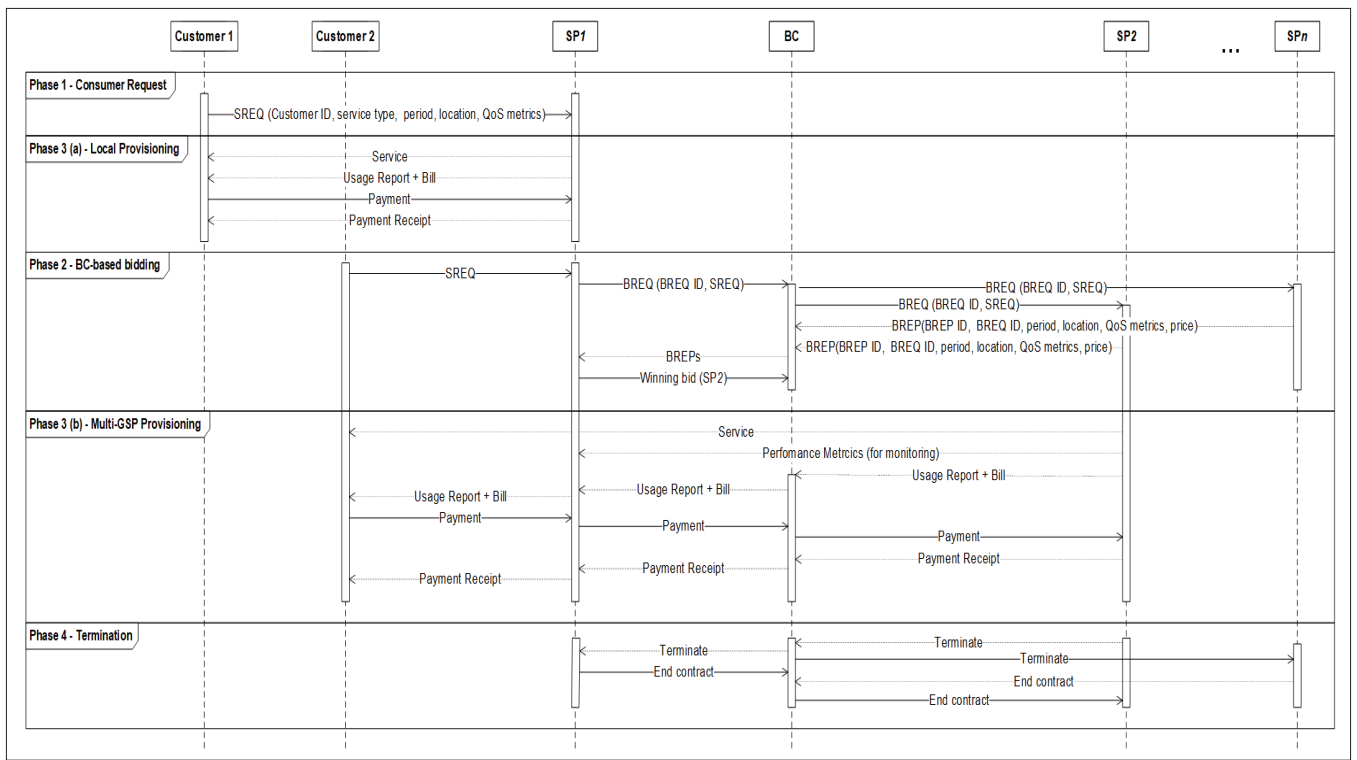 Customer 1
Customer 2
SP1
BC
SP2
...
SPn
Phase 1 - Consumer Request
SREQ (Customer ID, service type, period, location, QoS metrics)
Phase 3 (a) - Local Provisioning
Service
Usage Report + Bill
Payment
Payment Receipt
Phase 2 - BC-based bidding
SREQ
BREQ (BREQ ID, SREQ)
BREQ (BREQ ID, SREQ)
BREQ (BREQ ID, SREQ)
BREP(BREP ID, BREQ ID, period, location, QoS metrics, price)
BREP(BREP ID, BREQ ID, period, location, QoS metrics, price)
BREPs
Winning bid (SP2)
Phase 3 (b) - Multi-GSP Provisioning
Service
Perfomance Metrcics (for monitoring)
Usage Report + Bill
Usage Report + Bill
Usage Report + Bill
Payment
Payment
Payment
Payment Receipt
Payment Receipt
Payment Receipt
Phase 4 - Termination
Terminate
Terminate
Terminate
End contract
End contract
End contract